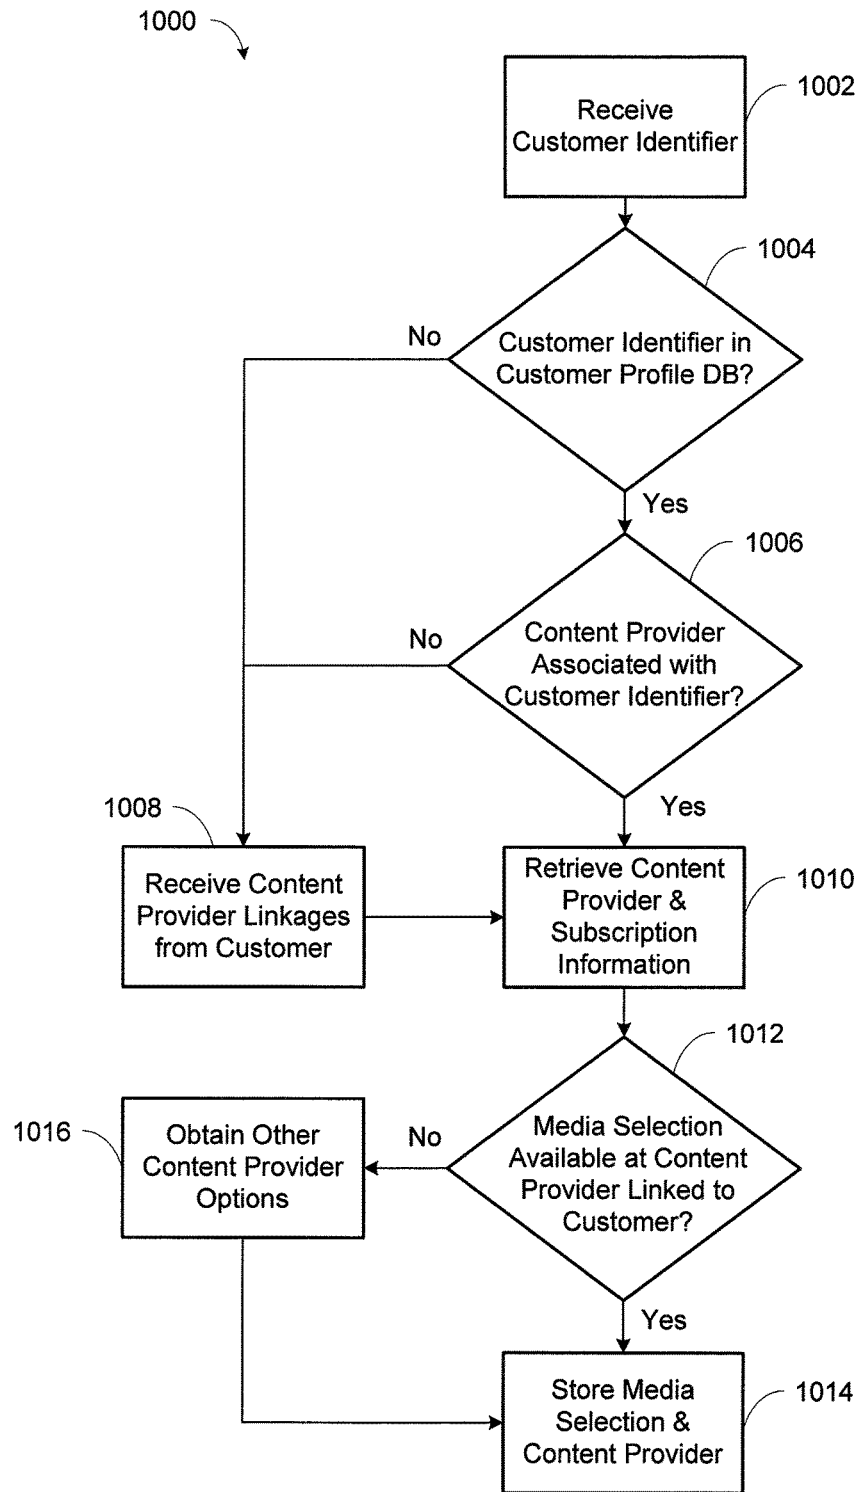 1000
1002
Receive
Customer Identifier
1004
No
Customer Identifier in
Customer Profile DB?
Yes
1006
No
Content Provider
Associated with
Customer Identifier?
Yes
1008
Receive Content
Provider Linkages
from Customer
Retrieve Content
Provider &
Subscription
Information
1010
1012
1016
Obtain Other
Content Provider
Options
No
Media Selection
Available at Content
Provider Linked to
Customer?
Yes
Store Media
Selection &
Content Provider
1014